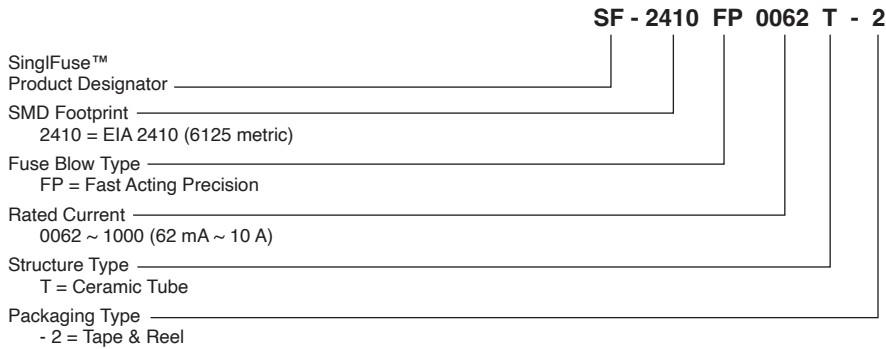 SF - 2410 FP 0062 T - 2
SinglFuse™
Product Designator
SMD Footprint
2410 = EIA 2410 (6125 metric)
Fuse Blow Type
FP = Fast Acting Precision
Rated Current
0062 ~ 1000 (62 mA ~ 10 A)
Structure Type
T = Ceramic Tube
Packaging Type
- 2 = Tape & Reel